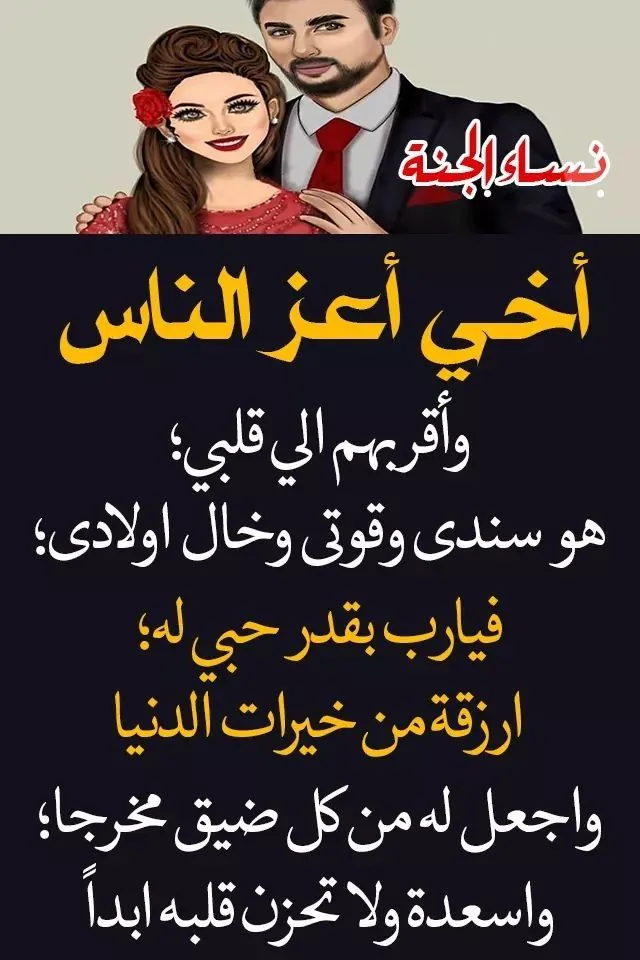 نساء الجنة
أخي أعز الناس
وأقربهم الي قلبي؛
هو سندى وقوتى وخال اولادى؛
فيارب بقدر حبي له؛
ارزقة من خيرات الدنيا
واجعل له من كل ضيق مخرجا؛
واسعدة ولا تحزن قلبه ابداً